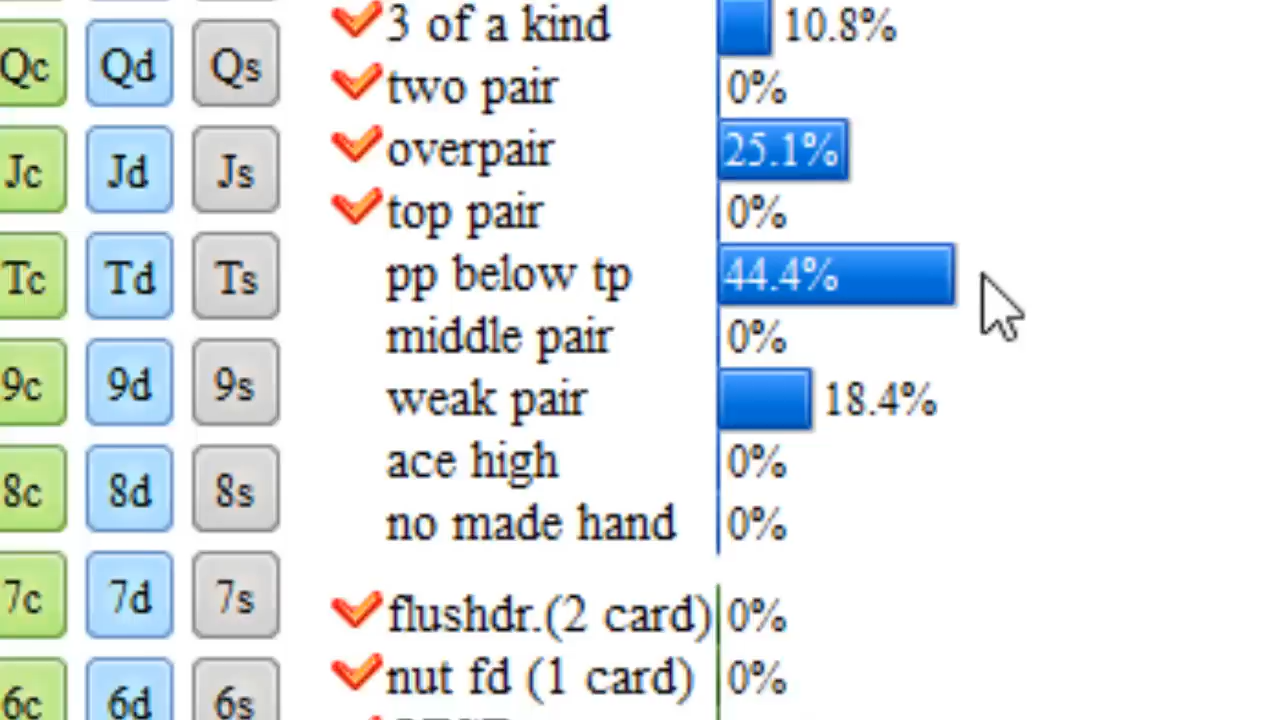 3 of a kind 10.8%
Qc Qd Qs
two pair 0%
overpair 25.1%
Jc Jd Js
top pair 0%
Tc Td Ts
pp below tp 44.4%
middle pair 0%
9c 9d 9s
weak pair 18.4%
ace high 0%
8c 8d 8s
no made hand 0%
7c 7d 7s
flushdr.(2 card) 0%
nut fd (1 card) 0%
6c 6d 6s